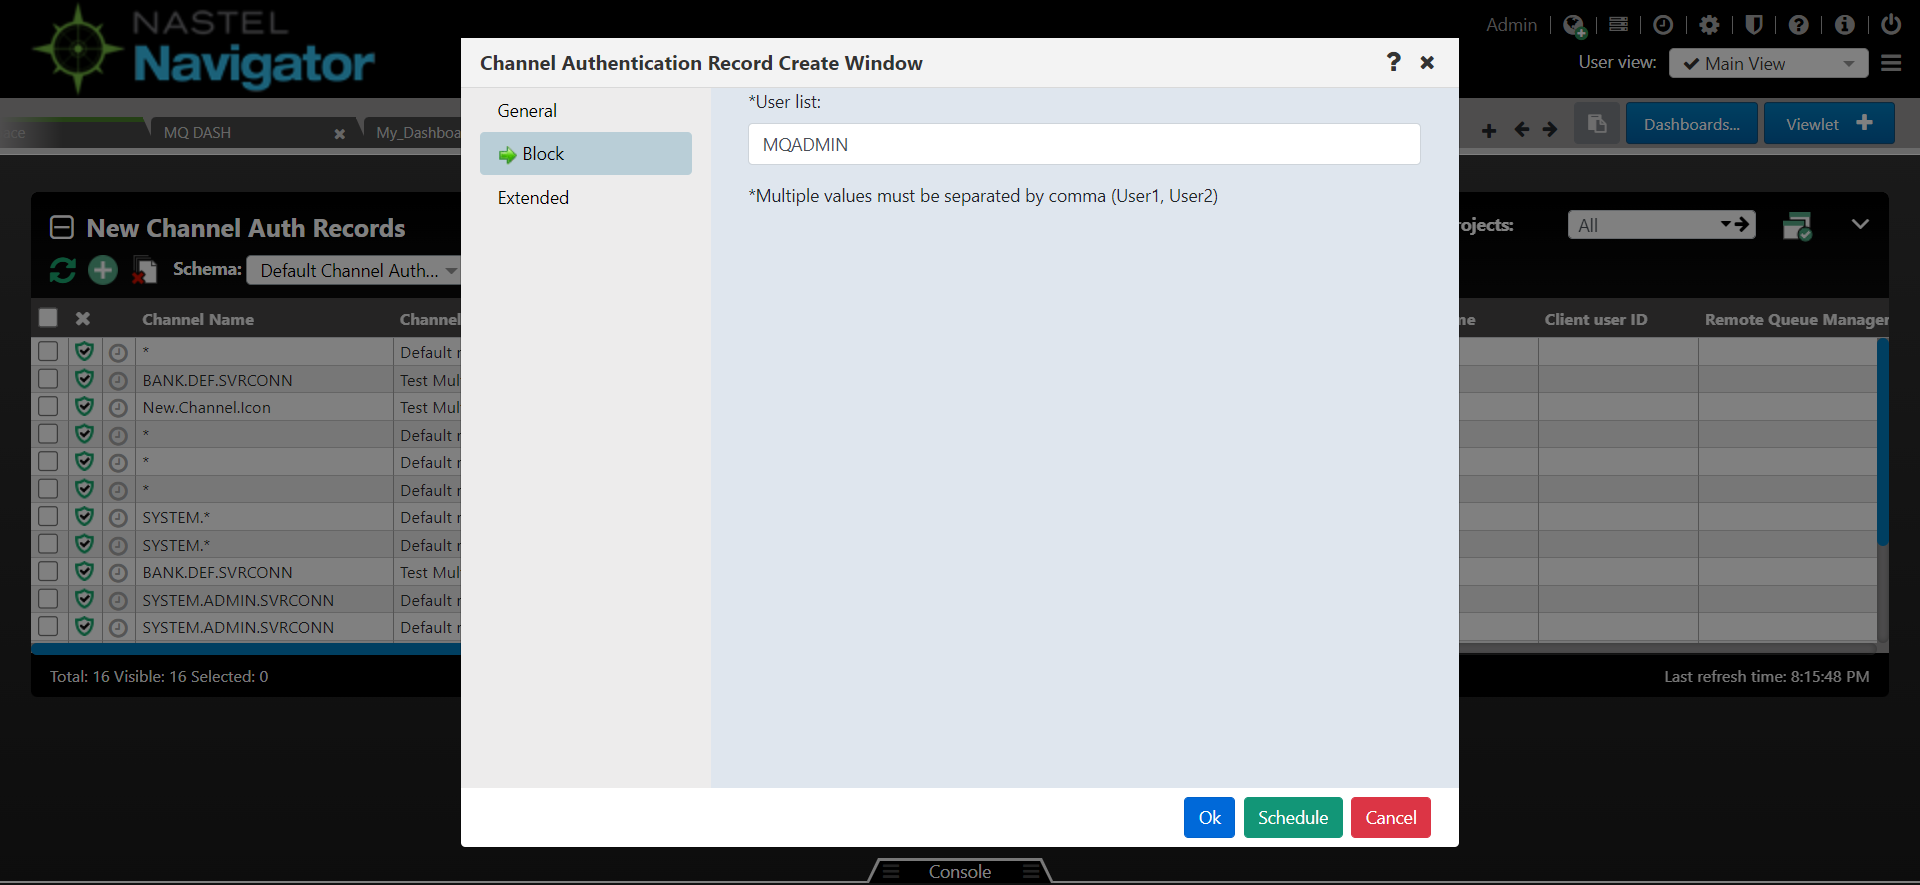 NASTEL
Navigator
Admin
User view:
Main View
MQ DASH
My_Dashboa
Dashboards...
Viewlet
Channel Authentication Record Create Window
General
Block
Extended
*User list:
MQADMIN
*Multiple values must be separated by comma (User1, User2)
Ok
Schedule
Cancel
New Channel Auth Records
rojects:
All
Schema:
Default Channel Auth...
Channel Name
Channel
me
Client user ID
Remote Queue Manager
* Default r
BANK.DEF.SVRCONN Test Mul
New.Channel.Icon Test Mul
* Default r
* Default r
* Default r
SYSTEM.* Default r
SYSTEM.* Default r
BANK.DEF.SVRCONN Test Mul
SYSTEM.ADMIN.SVRCONN Default r
SYSTEM.ADMIN.SVRCONN Default r
Total: 16 Visible: 16 Selected: 0
Last refresh time: 8:15:48 PM
Console